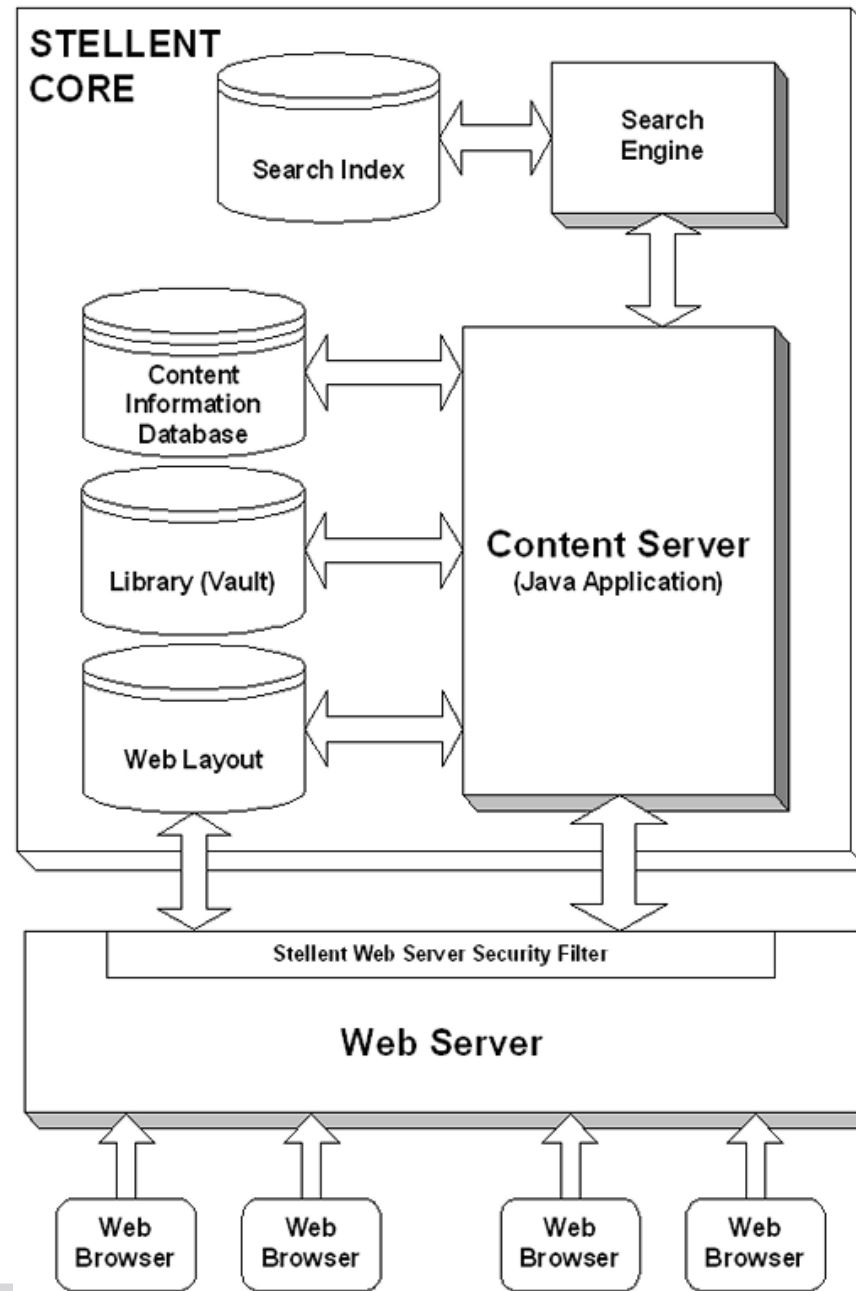 STELLENT
CORE
Search Index
Search
Engine
Content
Information
Database
Library (Vault)
Web Layout
Content Server
(Java Application)
Stellent Web Server Security Filter
Web Server
Web
Browser
Web
Browser
Web
Browser
Web
Browser